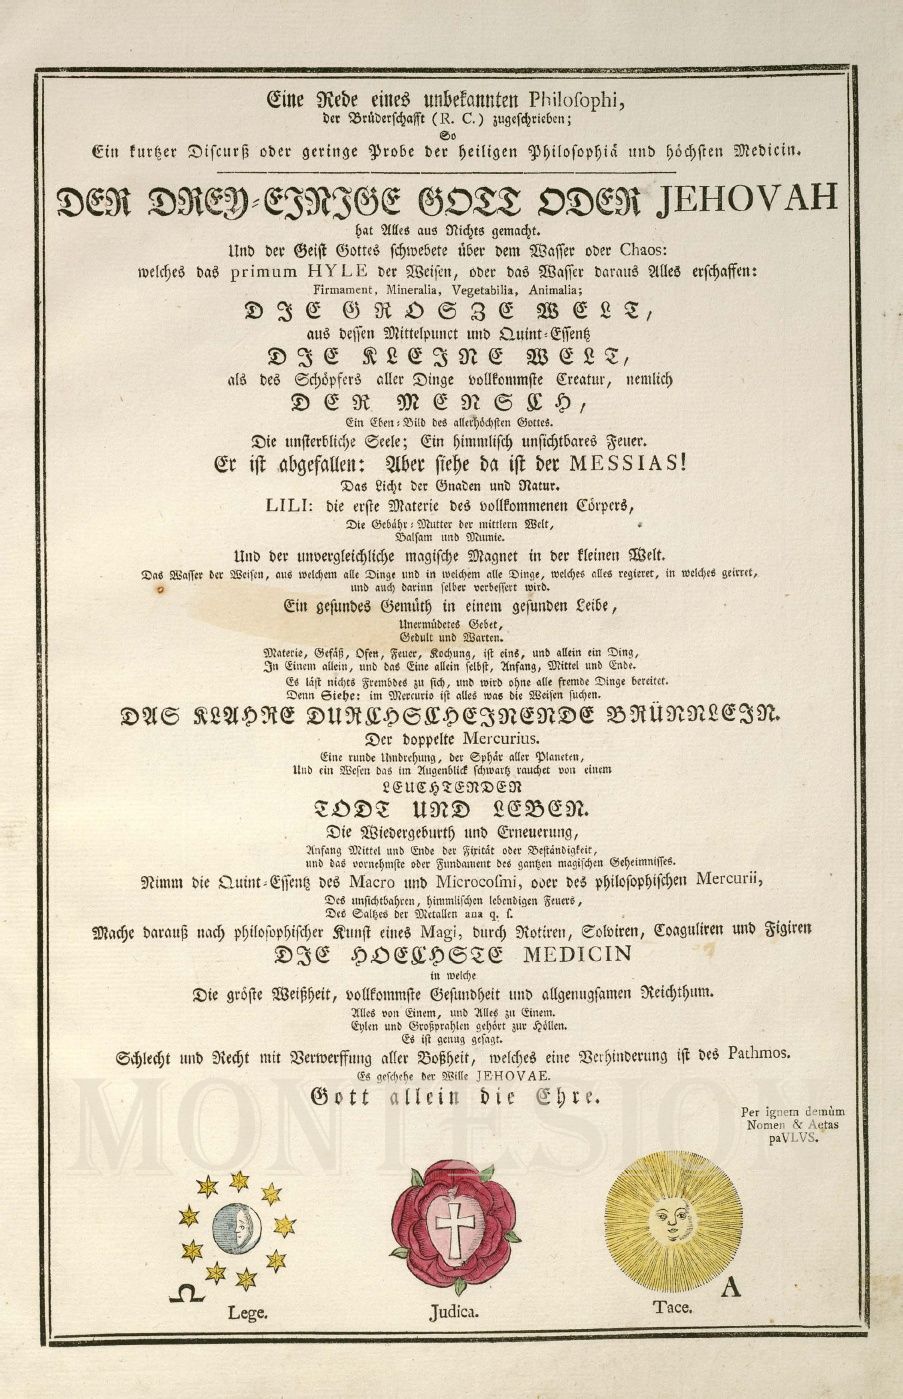 Eine Rede eines unbekannten Philosophi,
der Brüderschafft (R. C.) zugeschrieben;
So
Ein kurtzer Discurß oder geringe Probe der heiligen Philosophiä und höchsten Medicin.
DER DREY-EINIGE GOTT ODER JEHOVAH
hat Alles aus Nichts gemacht.
Und der Geist Gottes schwebete über dem Wasser oder Chaos:
welches das primum HYLE der Weisen, oder das Wasser daraus Alles erschaffen:
Firmament, Mineralia, Vegetabilia, Animalia;
DIE GROSZE WELT,
aus dessen Mittelpunct und Quint-Essentz
DIE KLEINE WELT,
als des Schöpfers aller Dinge vollkommste Creatur, nemlich
DER MENSCH,
Ein Eben-Bild des allerhöchsten Gottes.
Die unsterbliche Seele; Ein himmlisch unsichtbares Feuer.
Er ist abgefallen: Aber siehe da ist der MESSIAS!
Das Licht der Gnaden und Natur.
LILI: die erste Materie des vollkommenen Cörpers,
Die Gebähr-Mutter der mittlern Welt,
Balsam und Mumie.
Und der unvergleichliche magische Magnet in der kleinen Welt.
Das Wasser der Weisen, aus welchem alle Dinge und in welchem alle Dinge, welches alles regieret, in welches geirret,
und auch darinn selber verbessert wird.
Ein gesundes Gemüth in einem gesunden Leibe,
Unermüdetes Gebet,
Gedult und Warten.
Materie, Gefäß, Ofen, Feuer, Kochung, ist eins, und allein ein Ding,
In Einem allein, und das Eine allein selbst, Anfang, Mittel und Ende.
Es läst nichts Frembdes zu sich, und wird ohne alle fremde Dinge bereitet.
Denn Siehe: im Mercurio ist alles was die Weisen suchen.
DAS KLAHRE DURCHSCHEINENDE BRÜNNLEIN.
Der doppelte Mercurius.
Eine runde Umdrehung, der Sphär aller Planeten,
Und ein Wesen das im Augenblick schwartz rauchet von einem
LEUCHTENDEN
TODT UND LEBEN.
Die Wiedergeburth und Erneuerung,
Anfang Mittel und Ende der Fixität oder Beständigkeit,
und das vornehmste oder Fundament des gantzen magischen Geheimnisses.
Nimm die Quint-Essentz des Macro und Microcosmi, oder des philosophischen Mercurii,
Des unsichtbahren, himmlischen lebendigen Feuers,
Des Saltzes der Metallen ana q. s.
Mache darauß nach philosophischer Kunst eines Magi, durch Rotiren, Solviren, Coaguliren und Figiren
DIE HOECHSTE MEDICIN
in welche
Die gröste Weißheit, vollkommste Gesundheit und allgenugsamen Reichthum.
Alles von Einem, und Alles zu Einem.
Eylen und Großprahlen gehört zur Höllen.
Es ist genug gesagt.
Schlecht und Recht mit Verwerffung aller Boßheit, welches eine Verhinderung ist des Pathmos.
Es geschehe der Wille JEHOVAE.
Gott allein die Ehre.
Per ignem demùm
Nomen & Aetas
paVLVS.
MONTESION
Ω
A
Lege.
Judica.
Tace.